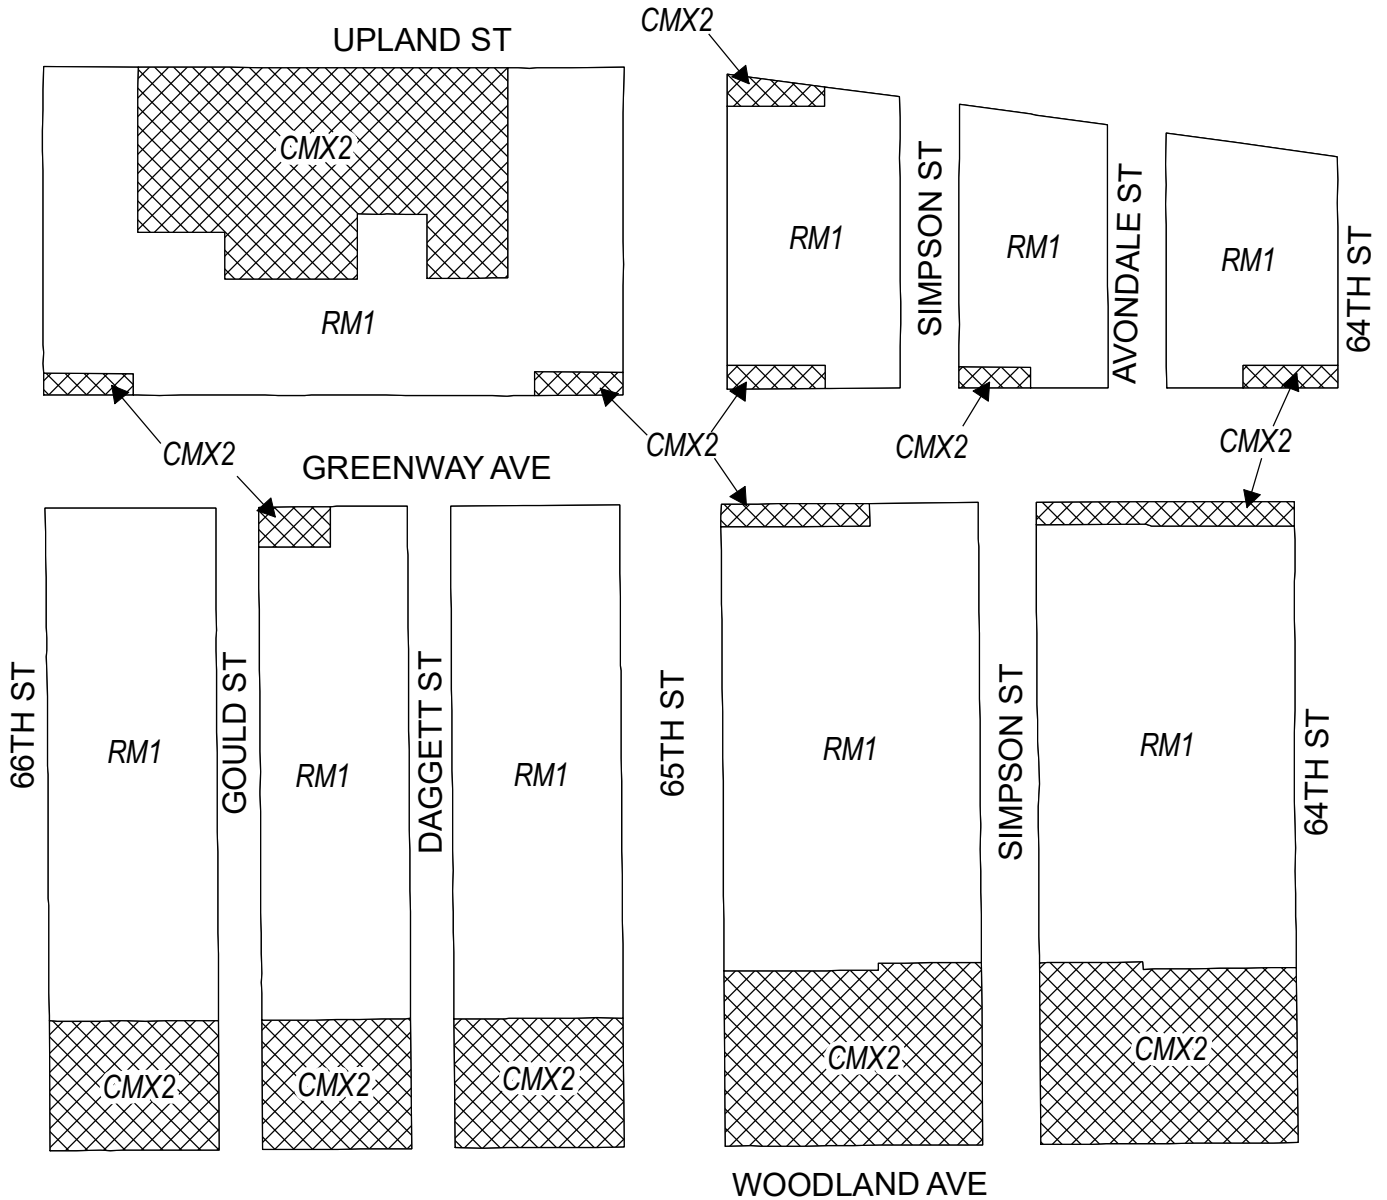 CMX2
UPLAND ST
CMX2
RM1
RM1
SIMPSON ST
RM1
AVONDALE ST
RM1
64TH ST
CMX2
CMX2
CMX2
CMX2
GREENWAY AVE
66TH ST
RM1
GOULD ST
RM1
DAGGETT ST
RM1
65TH ST
RM1
SIMPSON ST
RM1
64TH ST
CMX2
CMX2
CMX2
CMX2
CMX2
WOODLAND AVE